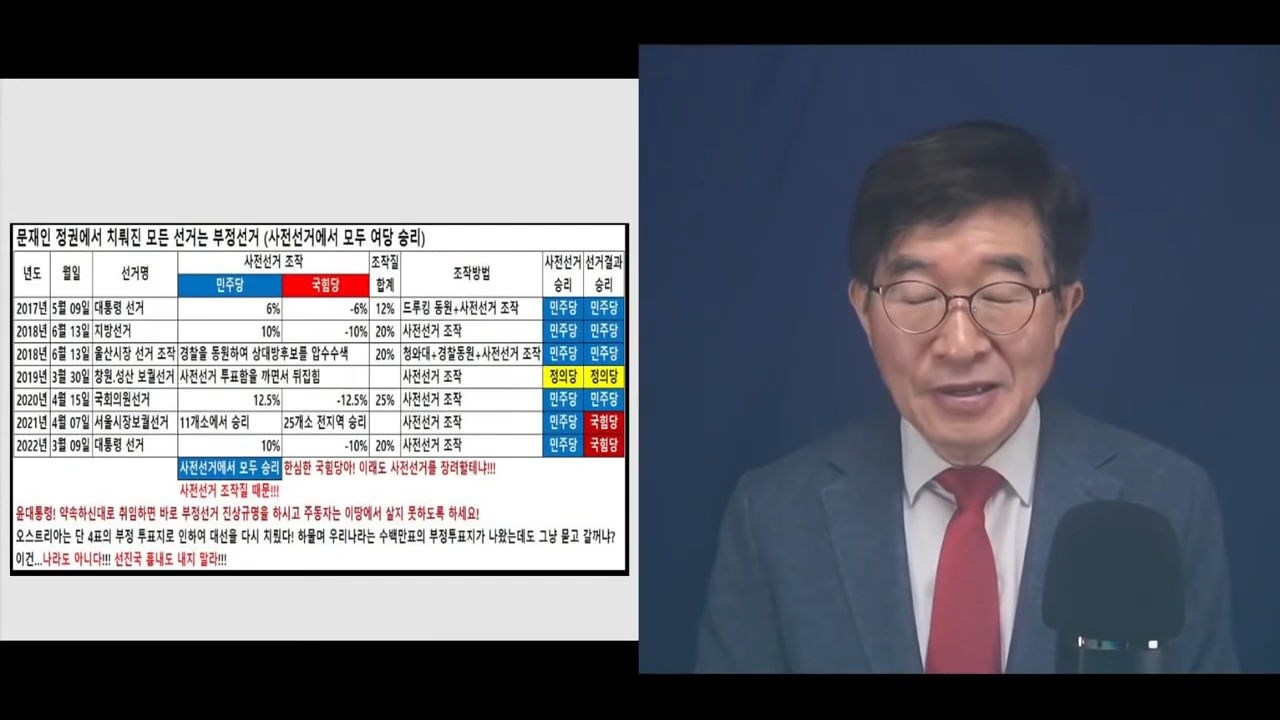 문재인 정권에서 치뤄진 모든 선거는 부정선거 (사전선거에서 모두 여당 승리)
년도 월일 선거명 사전선거 조작 조작질 합계 조작방법 사전선거 승리 선거결과 승리
민주당 국힘당
2017년 5월 09일 대통령 선거 6% -6% 12% 드루킹 동원+사전선거 조작 민주당 민주당
2018년 6월 13일 지방선거 10% -10% 20% 사전선거 조작 민주당 민주당
2018년 6월 13일 울산시장 선거 조작 경찰을 동원하여 상대방후보를 압수수색 20% 청와대+경찰동원+사전선거 조작 민주당 민주당
2019년 3월 30일 창원.성산 보궐선거 사전선거 투표함을 까면서 뒤집힘 사전선거 조작 정의당 정의당
2020년 4월 15일 국회의원선거 12.5% -12.5% 25% 사전선거 조작 민주당 민주당
2021년 4월 07일 서울시장보궐선거 11개소에서 승리 25개소 전지역 승리 사전선거 조작 민주당 국힘당
2022년 3월 09일 대통령 선거 10% -10% 20% 사전선거 조작 민주당 국힘당
사전선거에서 모두 승리 한심한 국힘당아! 이래도 사전선거를 장려할테냐!!!
사전선거 조작질 때문!!!
윤대통령! 약속하신대로 취임하면 바로 부정선거 진상규명을 하시고 주동자는 이땅에서 살지 못하도록 하세요!
오스트리아는 단 4표의 부정 투표지로 인하여 대선을 다시 치뤘다! 하물며 우리나라는 수백만표의 부정투표지가 나왔는데도 그냥 묻고 갈꺼냐?
이건...나라도 아니다!!! 선진국 흉내도 내지 말라!!!